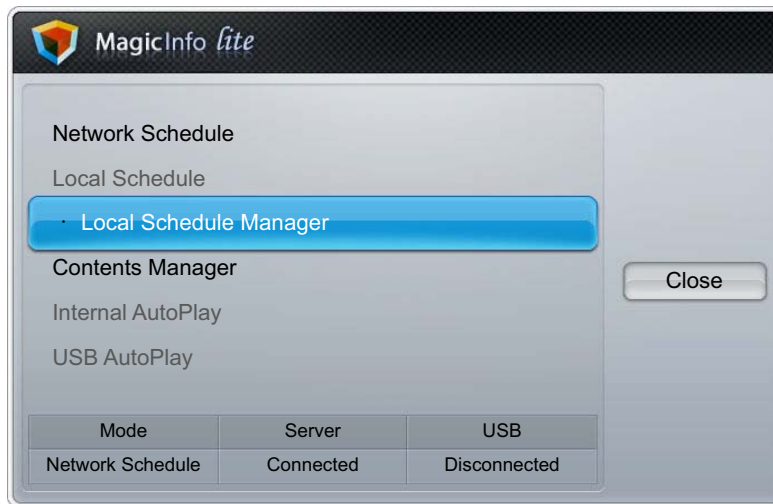 MagicInfo lite
Network Schedule
Local Schedule
· Local Schedule Manager
Contents Manager
Internal AutoPlay
USB AutoPlay
Close
Mode Server USB
Network Schedule Connected Disconnected